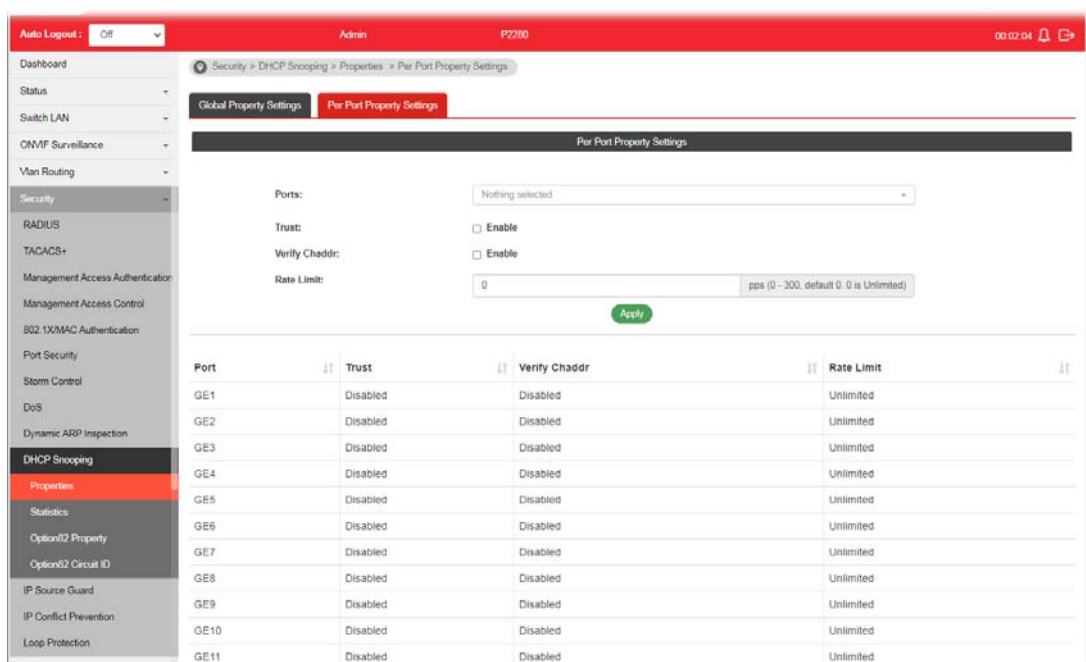 Auto Logout : Off Admin P2280 00:02:04
Dashboard
Status
Switch LAN
ONVIF Surveillance
Vlan Routing
Security
RADIUS
TACACS+
Management Access Authentication
Management Access Control
802.1X/MAC Authentication
Port Security
Storm Control
DoS
Dynamic ARP Inspection
DHCP Snooping
Properties
Statistics
Option82 Property
Option82 Circuit ID
IP Source Guard
IP Conflict Prevention
Loop Protection
Security > DHCP Snooping > Properties > Per Port Property Settings
Global Property Settings Per Port Property Settings
Per Port Property Settings
Ports: Nothing selected
Trust: Enable
Verify Chaddr: Enable
Rate Limit: 0 pps (0 - 300, default 0. 0 is Unlimited)
Apply
Port Trust Verify Chaddr Rate Limit
GE1 Disabled Disabled Unlimited
GE2 Disabled Disabled Unlimited
GE3 Disabled Disabled Unlimited
GE4 Disabled Disabled Unlimited
GE5 Disabled Disabled Unlimited
GE6 Disabled Disabled Unlimited
GE7 Disabled Disabled Unlimited
GE8 Disabled Disabled Unlimited
GE9 Disabled Disabled Unlimited
GE10 Disabled Disabled Unlimited
GE11 Disabled Disabled Unlimited